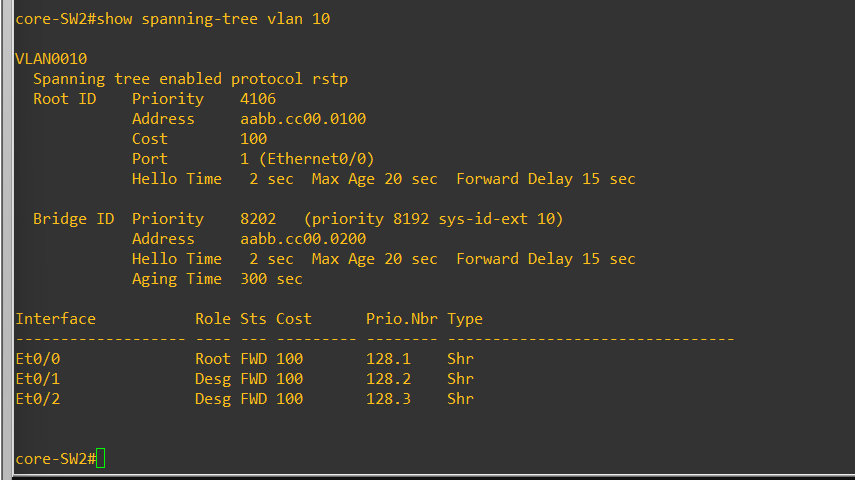 core-SW2#show spanning-tree vlan 10
VLAN0010
  Spanning tree enabled protocol rstp
  Root ID    Priority    4106
             Address     aabb.cc00.0100
             Cost        100
             Port        1 (Ethernet0/0)
             Hello Time   2 sec  Max Age 20 sec  Forward Delay 15 sec
  Bridge ID  Priority    8202   (priority 8192 sys-id-ext 10)
             Address     aabb.cc00.0200
             Hello Time   2 sec  Max Age 20 sec  Forward Delay 15 sec
             Aging Time  300 sec
Interface           Role Sts Cost      Prio.Nbr Type
------------------- ---- --- --------- -------- --------------------------------
Et0/0               Root FWD 100       128.1    Shr
Et0/1               Desg FWD 100       128.2    Shr
Et0/2               Desg FWD 100       128.3    Shr
core-SW2#